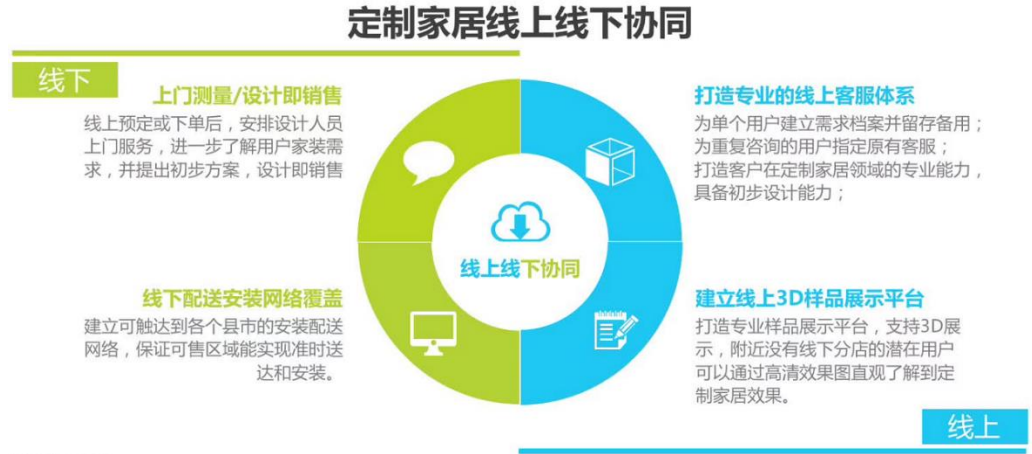 定制家居线上线下协同
线下
上门测量/设计即销售
线上预定或下单后，安排设计人员
上门服务，进一步了解用户家装需
求，并提出初步方案，设计即销售
打造专业的线上客服体系
为单个用户建立需求档案并留存备用；
为重复咨询的用户指定原有客服；
打造客户在定制家居领域的专业能力，
具备初步设计能力；
线上线下协同
线下配送安装网络覆盖
建立可触达到各个县市的安装配送
网络，保证可售区域能实现准时送
达和安装。
建立线上3D样品展示平台
打造专业样品展示平台，支持3D展
示，附近没有线下分店的潜在用户
可以通过高清效果图直观了解到定
制家居效果。
线上